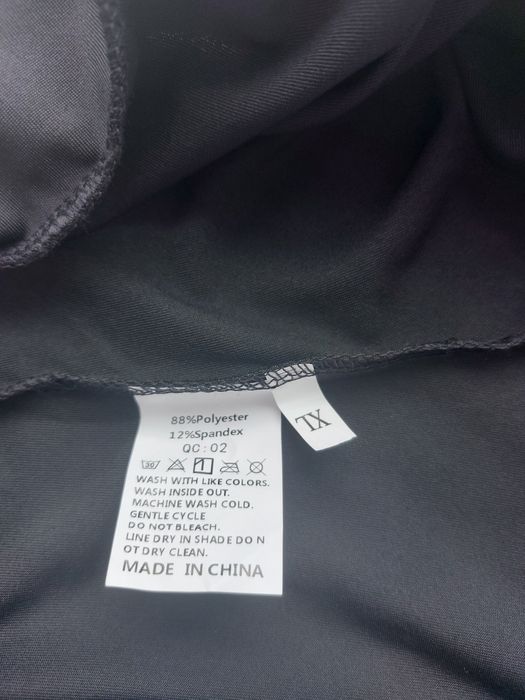 88%Polyester
12%Spandex
QC:02
30
WASH WITH LIKE COLORS.
WASH INSIDE OUT.
MACHINE WASH COLD.
GENTLE CYCLE
DO NOT BLEACH.
LINE DRY IN SHADE DO N
OT DRY CLEAN.
MADE IN CHINA
XL